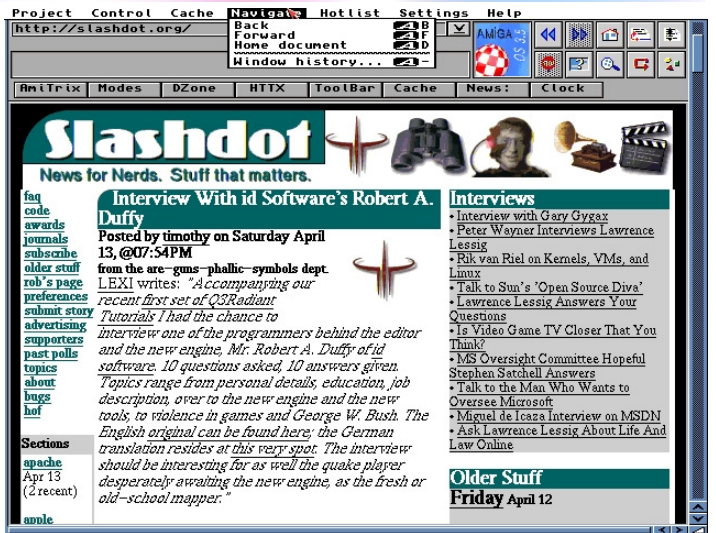 Project Control Cache Navigate Hotlist Settings Help
http://slashdot.org/
Back B
Forward F
Home document D
Window history... -
AMIGA
OS 3.9
AmiTrix Modes DZone HTTX ToolBar Cache News: Clock
Slashdot
News for Nerds. Stuff that matters.
faq
code
awards
journals
subscribe
older stuff
rob's page
preferences
submit story
advertising
supporters
past polls
topics
about
bugs
hof
Sections
apache
Apr 13
(2 recent)
apple
Interview With id Software's Robert A.
Duffy
Posted by timothy on Saturday April
13, @07:54PM
from the are-guns-phallic-symbols dept.
LEXI writes: "Accompanying our
recent first set of Q3Radiant
Tutorials I had the chance to
interview one of the programmers behind the editor
and the new engine, Mr. Robert A. Duffy of id
software. 10 questions asked, 10 answers given.
Topics range from personal details, education, job
description, over to the new engine and the new
tools, to violence in games and George W. Bush. The
English original can be found here; the German
translation resides at this very spot. The interview
should be interesting for as well the quake player
desperately awaiting the new engine, as the fresh or
old-school mapper."
Interviews
• Interview with Gary Gygax
• Peter Wayner Interviews Lawrence
Lessig
• Rik van Riel on Kernels, VMs, and
Linux
• Talk to Sun's 'Open Source Diva'
• Lawrence Lessig Answers Your
Questions
• Is Video Game TV Closer That You
Think?
• MS Oversight Committee Hopeful
Stephen Satchell Answers
• Talk to the Man Who Wants to
Oversee Microsoft
• Miguel de Icaza Interview on MSDN
• Ask Lawrence Lessig About Life And
Law Online
Older Stuff
Friday April 12